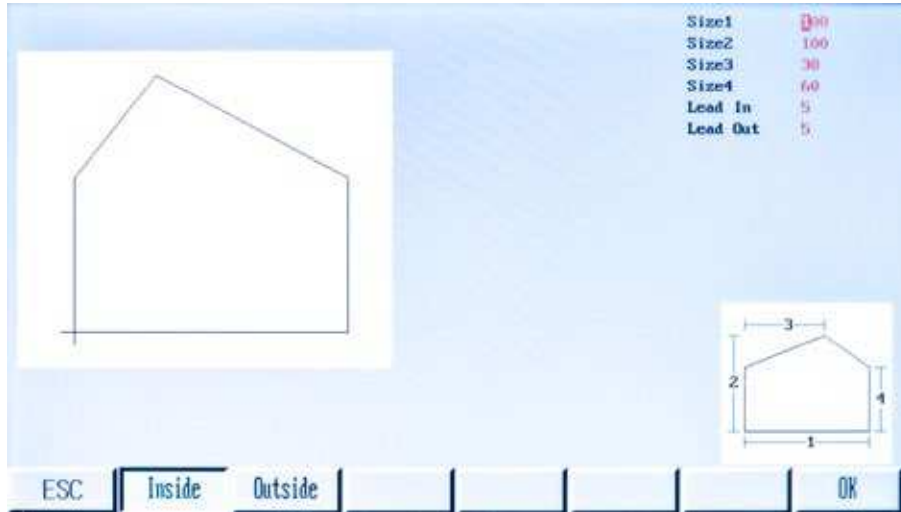 Size1 100
Size2 100
Size3 30
Size4 60
Lead In 5
Lead Out 5
3
2
4
1
ESC Inside Outside OK